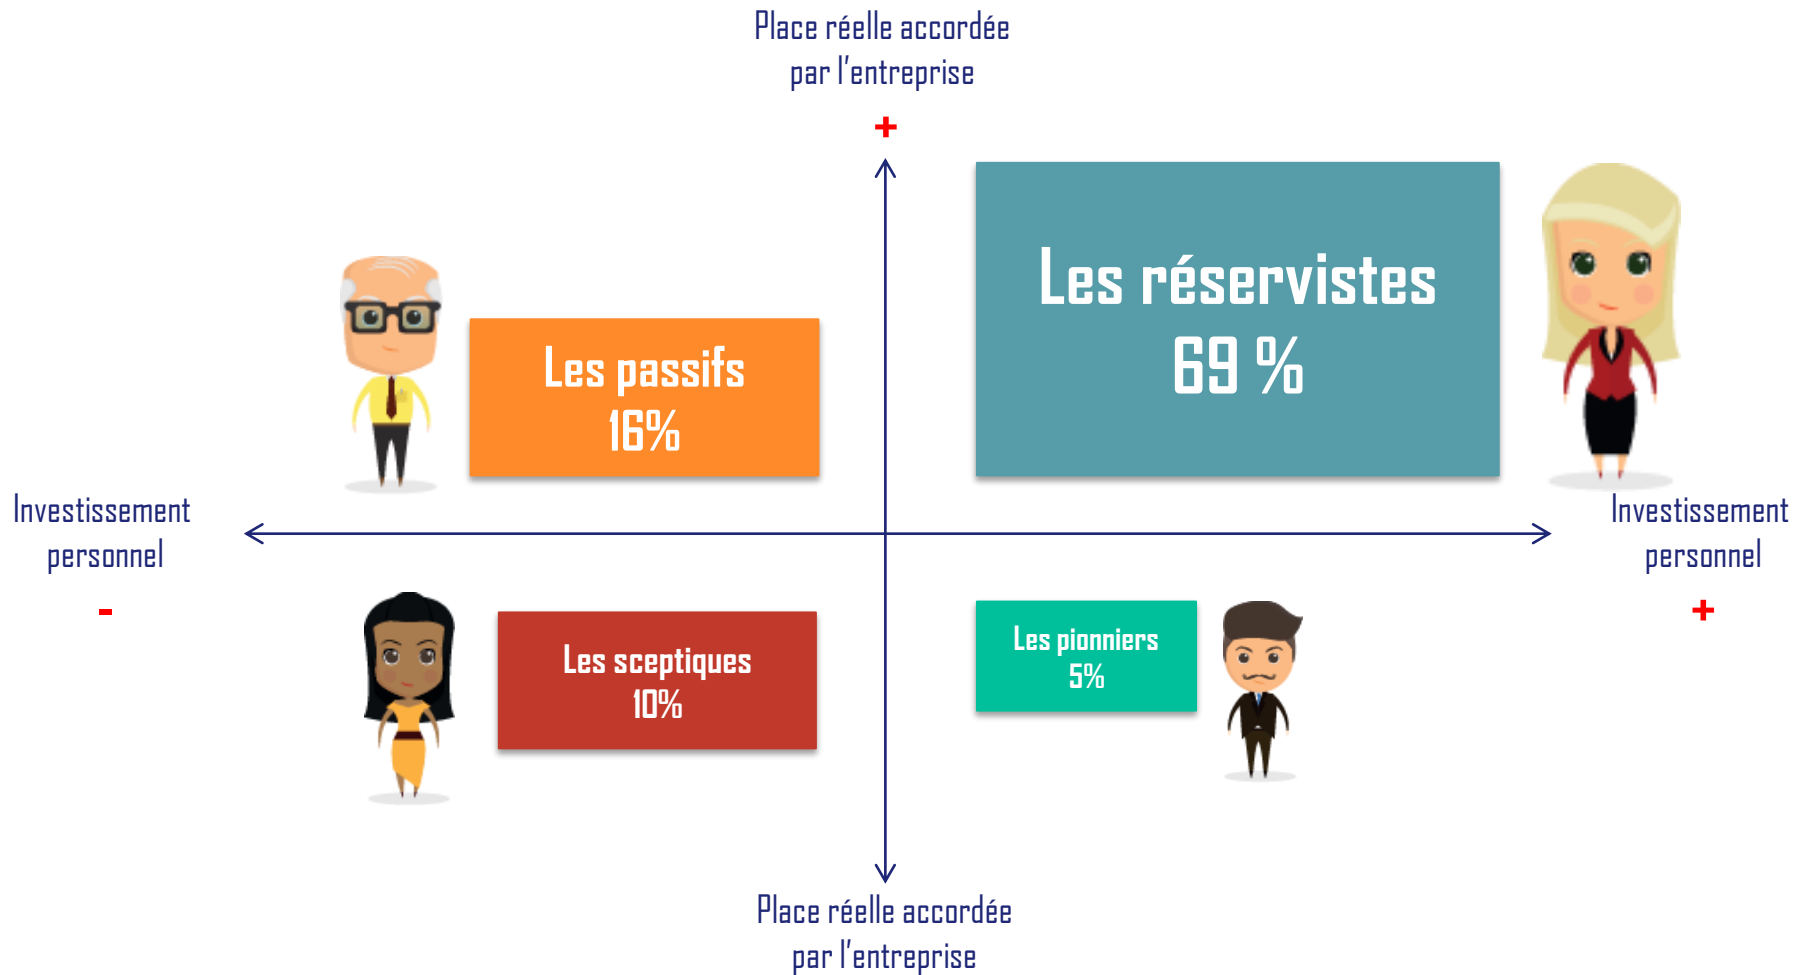 Place réelle accordée
par l'entreprise
+
Les réservistes
69 %
Les passifs
16%
Investissement
personnel
-
Investissement
personnel
+
Les sceptiques
10%
Les pionniers
5%
Place réelle accordée
par l'entreprise